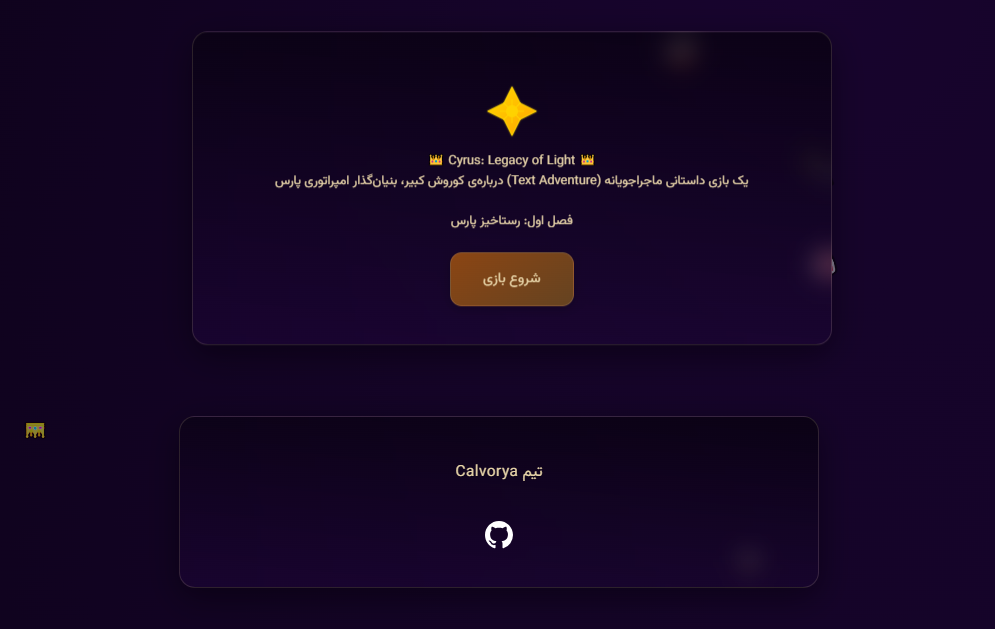 👑 Cyrus: Legacy of Light 👑
یک بازی داستانی ماجراجویانه (Text Adventure) درباره‌ی کوروش کبیر، بنیان‌گذار امپراتوری پارس
فصل اول: رستاخیز پارس
شروع بازی
تیم Calvorya